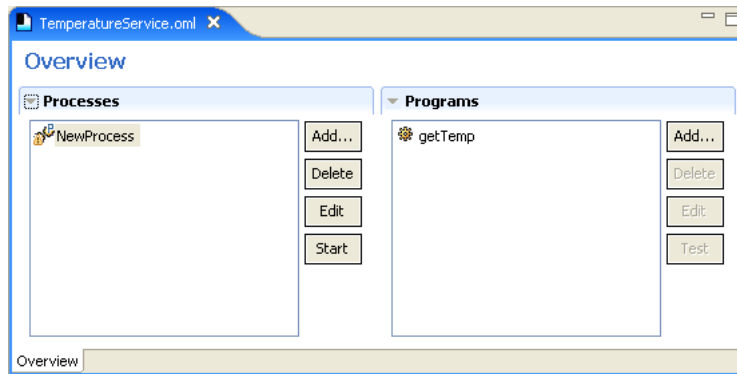 TemperatureService.oml
Overview
Processes
NewProcess
Add...
Delete
Edit
Start
Programs
getTemp
Add...
Delete
Edit
Test
Overview